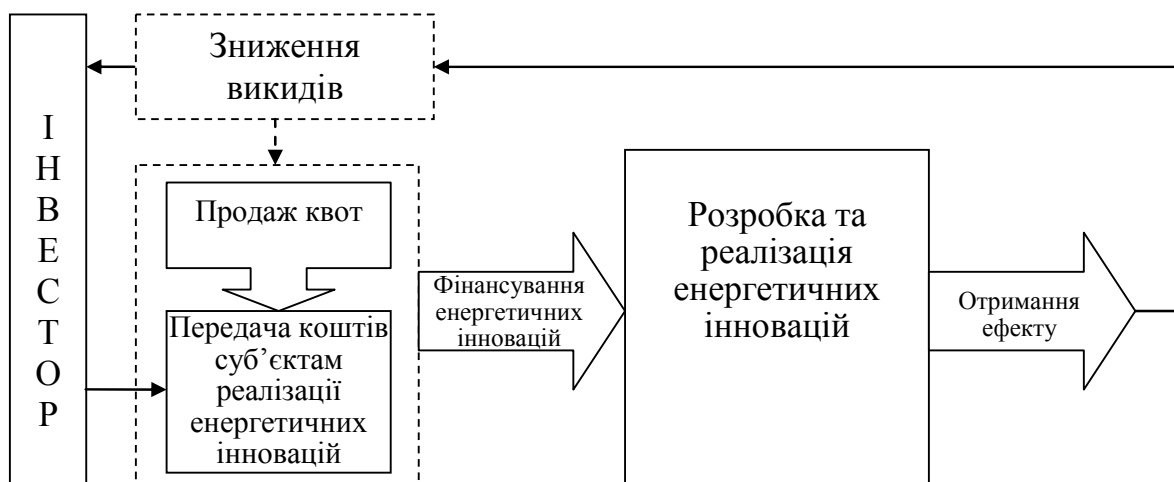 ІНВЕСТОР
Зниження
викидів
Продаж квот
Передача коштів
суб’єктам
реалізації
енергетичних
інновацій
Фінансування
енергетичних
інновацій
Розробка та
реалізація
енергетичних
інновацій
Отримання
ефекту